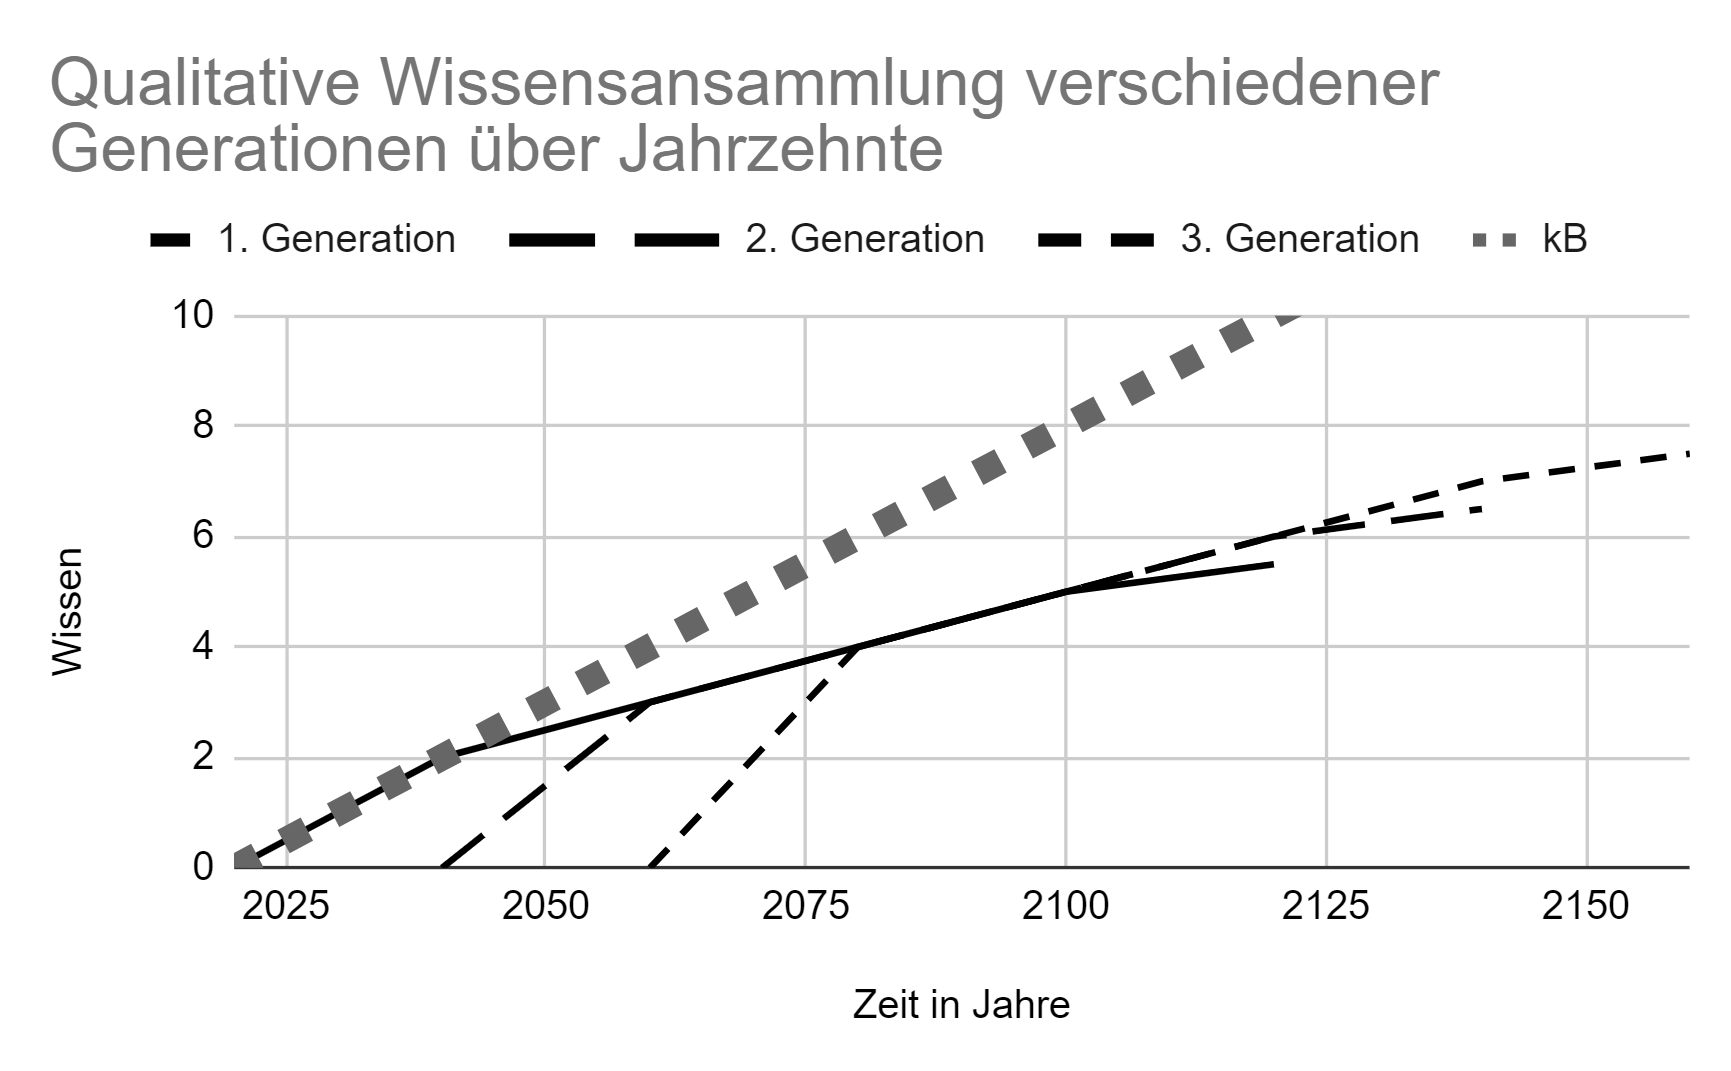 Qualitative Wissensansammlung verschiedener
Generationen über Jahrzehnte
1. Generation 2. Generation 3. Generation kB
10
8
6
4
2
0
Wissen
2025 2050 2075 2100 2125 2150
Zeit in Jahre